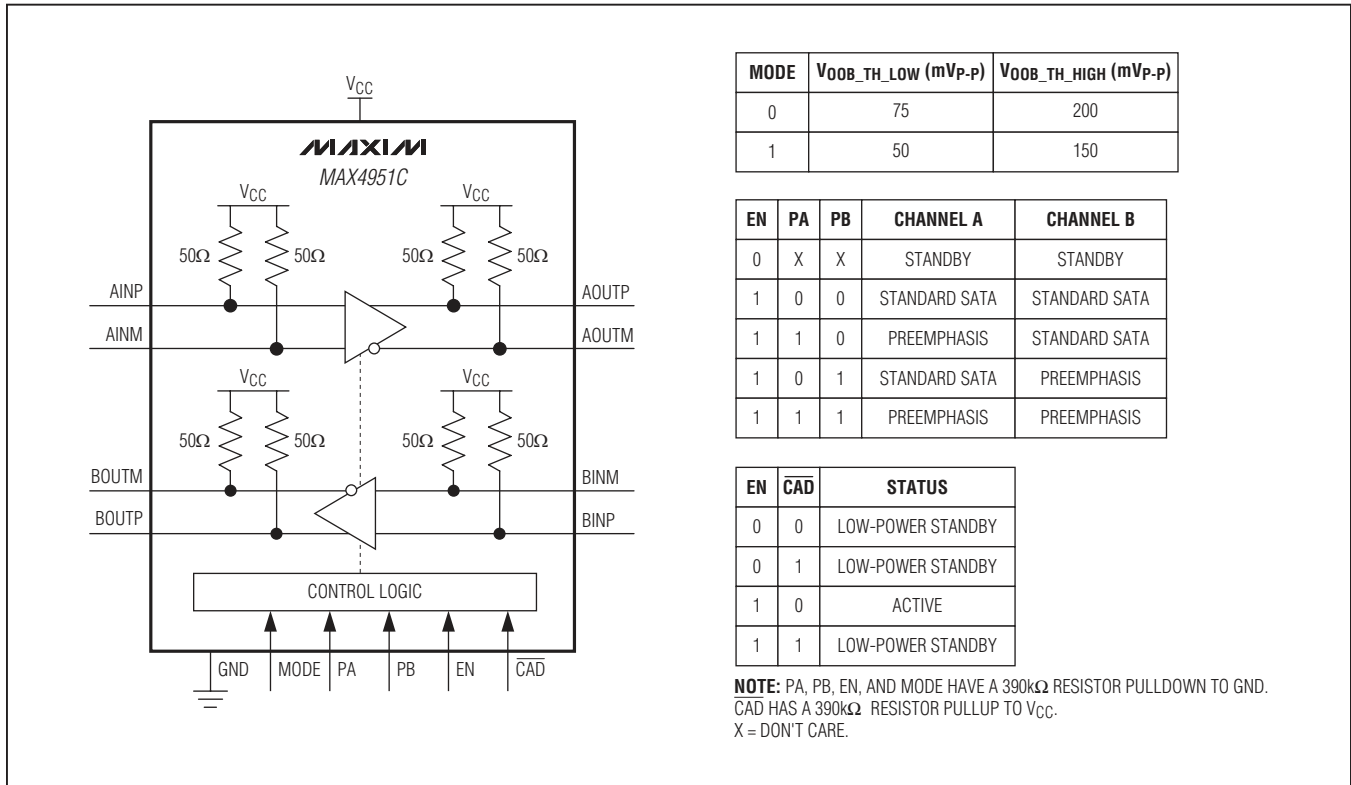 VCC
MAXIM
MAX4951C
VCC VCC
50Ω 50Ω 50Ω 50Ω
AINP AOUTP
AINM AOUTM
VCC VCC
50Ω 50Ω 50Ω 50Ω
BOUTM BINM
BOUTP BINP
CONTROL LOGIC
GND MODE PA PB EN C̅A̅D̅
MODE VOOB_TH_LOW (mVP-P) VOOB_TH_HIGH (mVP-P)
0 75 200
1 50 150
EN PA PB CHANNEL A CHANNEL B
0 X X STANDBY STANDBY
1 0 0 STANDARD SATA STANDARD SATA
1 1 0 PREEMPHASIS STANDARD SATA
1 0 1 STANDARD SATA PREEMPHASIS
1 1 1 PREEMPHASIS PREEMPHASIS
EN C̅A̅D̅ STATUS
0 0 LOW-POWER STANDBY
0 1 LOW-POWER STANDBY
1 0 ACTIVE
1 1 LOW-POWER STANDBY
NOTE: PA, PB, EN, AND MODE HAVE A 390kΩ RESISTOR PULLDOWN TO GND.
C̅A̅D̅ HAS A 390kΩ RESISTOR PULLUP TO VCC.
X = DON'T CARE.